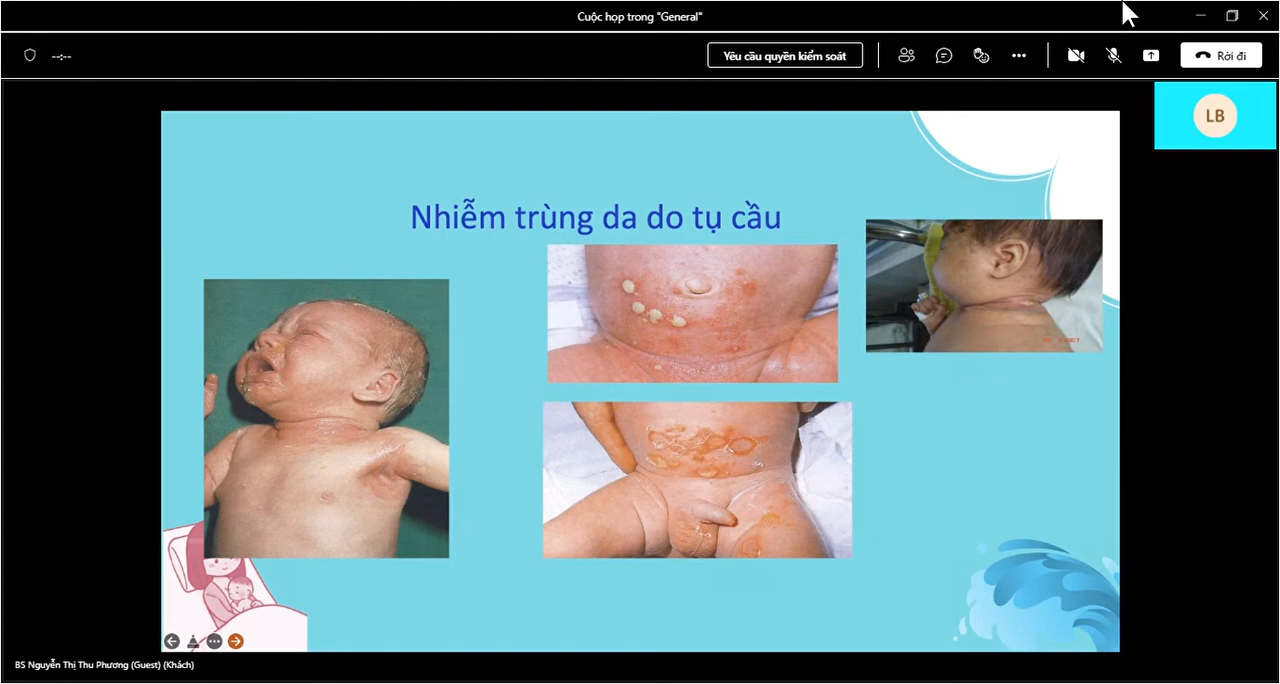 Cuộc họp trong "General"
--:--
Yêu cầu quyền kiểm soát
Rời đi
LB
Nhiễm trùng da do tụ cầu
BS Nguyễn Thị Thu Phương (Guest) (Khách)